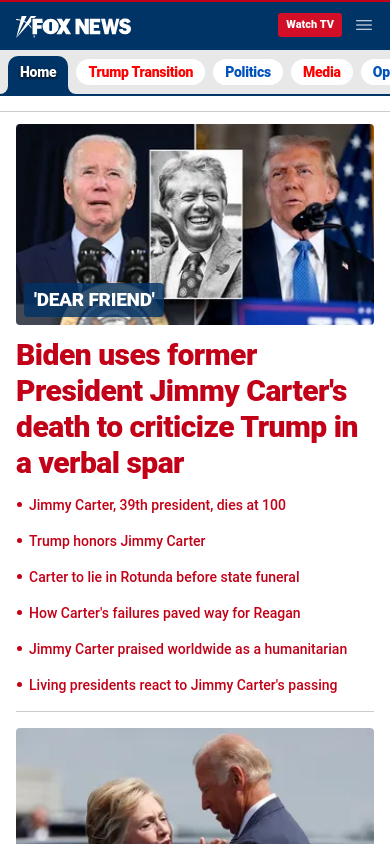 FOX NEWS
Watch TV
Home
Trump Transition
Politics
Media
Op
'DEAR FRIEND'
Biden uses former
President Jimmy Carter's
death to criticize Trump in
a verbal spar
• Jimmy Carter, 39th president, dies at 100
• Trump honors Jimmy Carter
• Carter to lie in Rotunda before state funeral
• How Carter's failures paved way for Reagan
• Jimmy Carter praised worldwide as a humanitarian
• Living presidents react to Jimmy Carter's passing